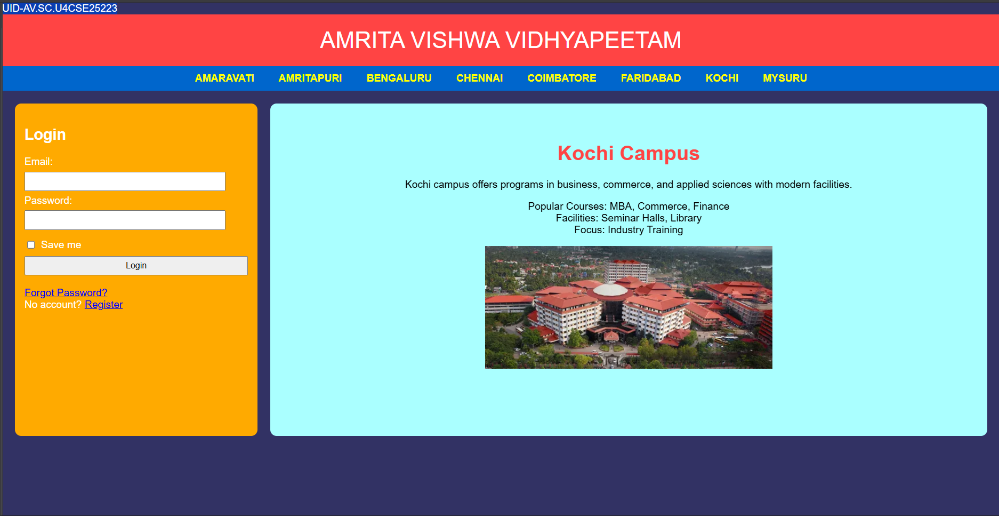 UID-AV.SC.U4CSE25223
AMRITA VISHWA VIDHYAPEETAM
AMARAVATI AMRITAPURI BENGALURU CHENNAI COIMBATORE FARIDABAD KOCHI MYSURU
Login
Email:
Password:
Save me
Login
Forgot Password?
No account? Register
Kochi Campus
Kochi campus offers programs in business, commerce, and applied sciences with modern facilities.
Popular Courses: MBA, Commerce, Finance
Facilities: Seminar Halls, Library
Focus: Industry Training